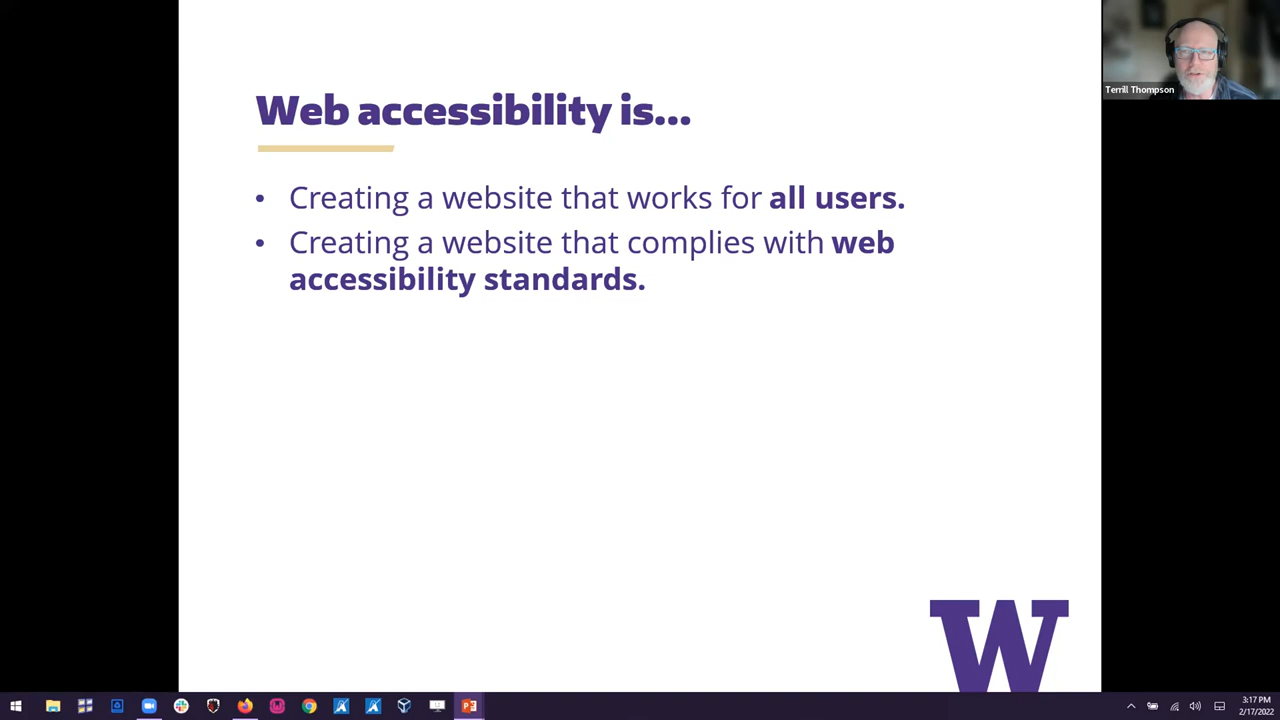 Web accessibility is...
• Creating a website that works for all users.
• Creating a website that complies with web
accessibility standards.
W
Terrill Thompson
3:17 PM
2/17/2022